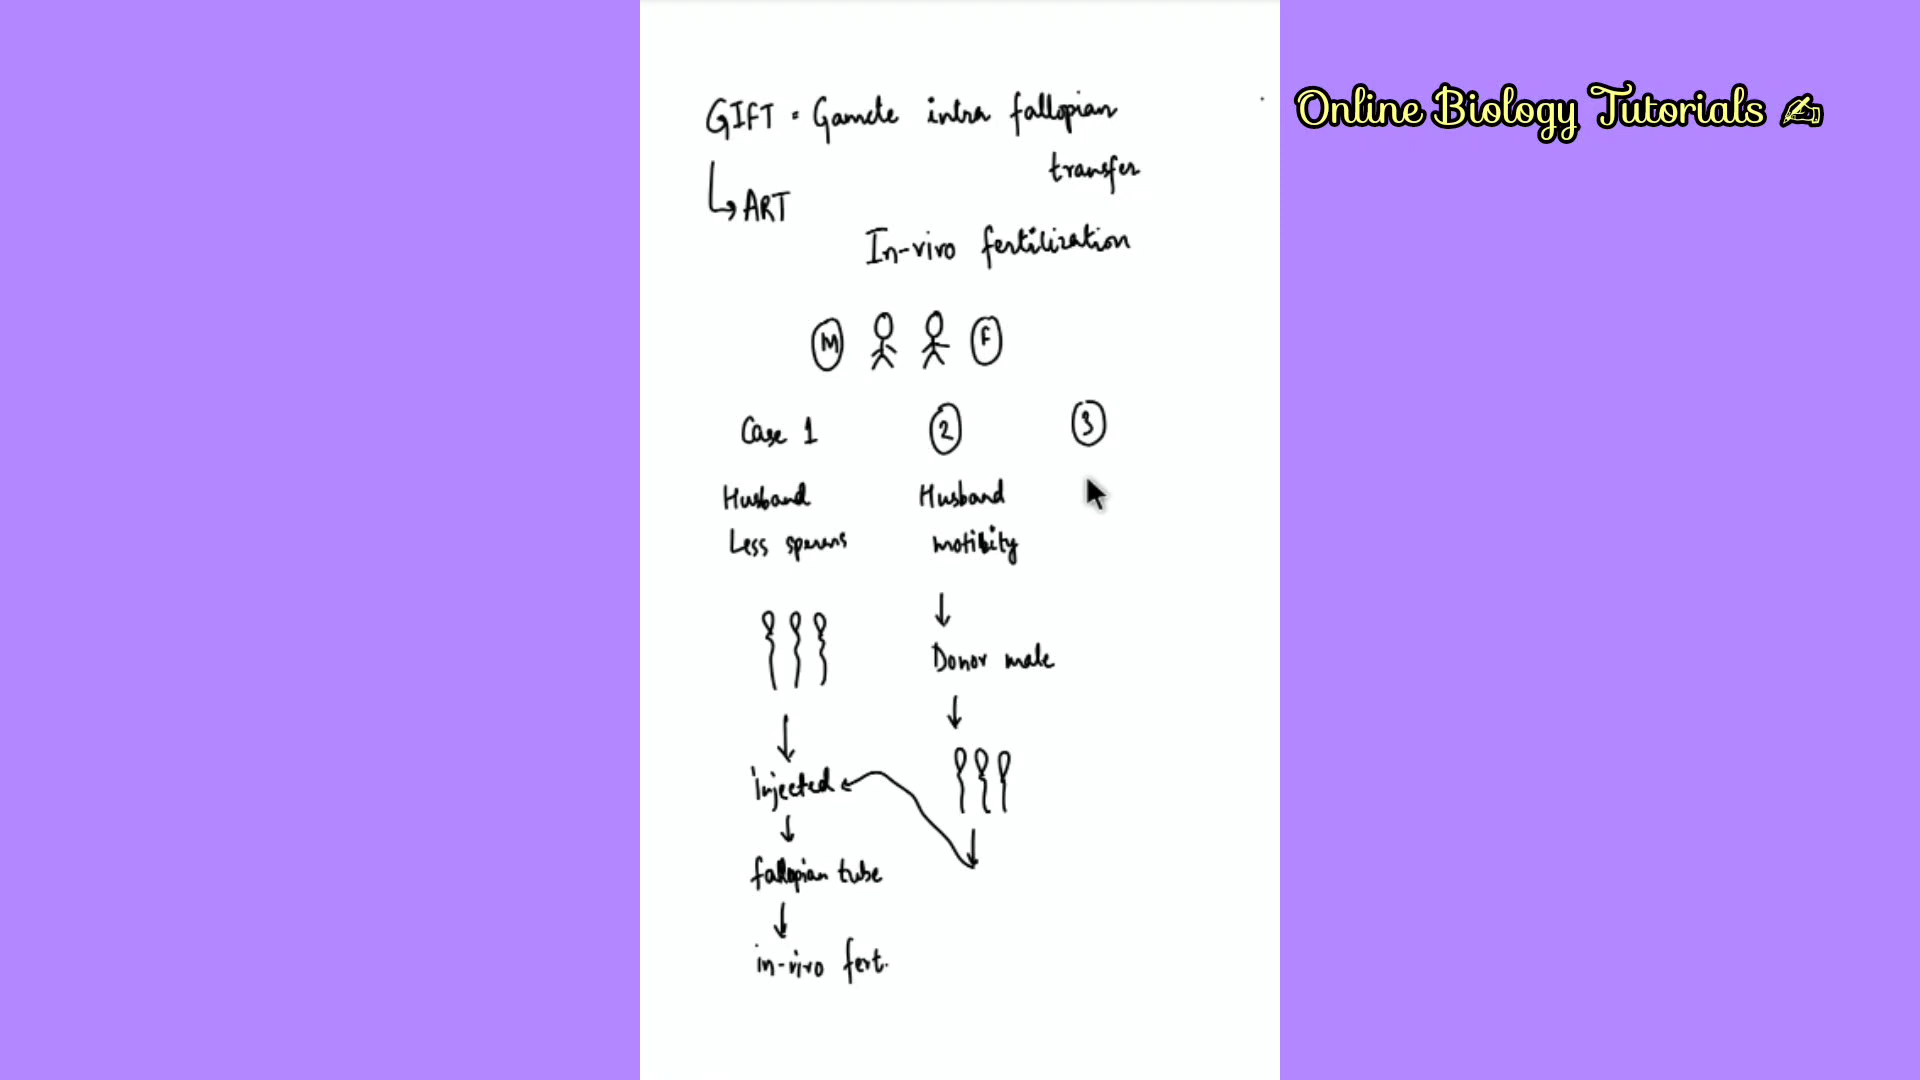 GIFT = Gamete intra fallopian
transfer
ART
In-vivo fertilization
M F
Case 1 2 3
Husband Husband
Less sperms motility
Donor male
Injected
fallopian tube
in-vivo fert.
Online Biology Tutorials ✍